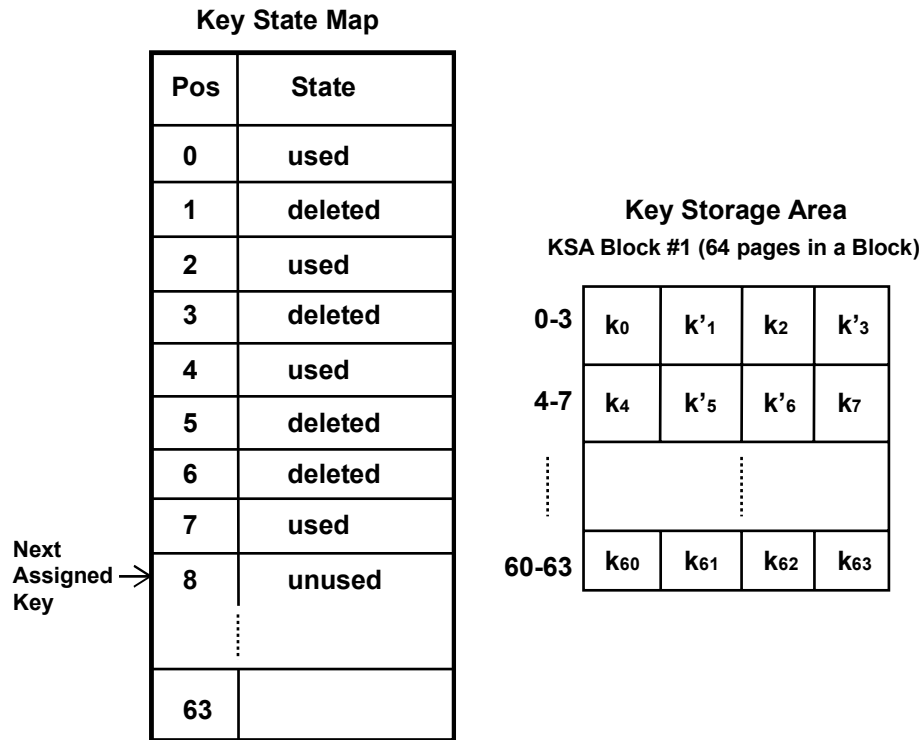 Key State Map
Pos State
0 used
1 deleted
2 used
3 deleted
4 used
5 deleted
6 deleted
7 used
8 unused
63
Next
Assigned
Key
Key Storage Area
KSA Block #1 (64 pages in a Block)
0-3 k0 k’1 k2 k’3
4-7 k4 k’5 k’6 k7
60-63 k60 k61 k62 k63